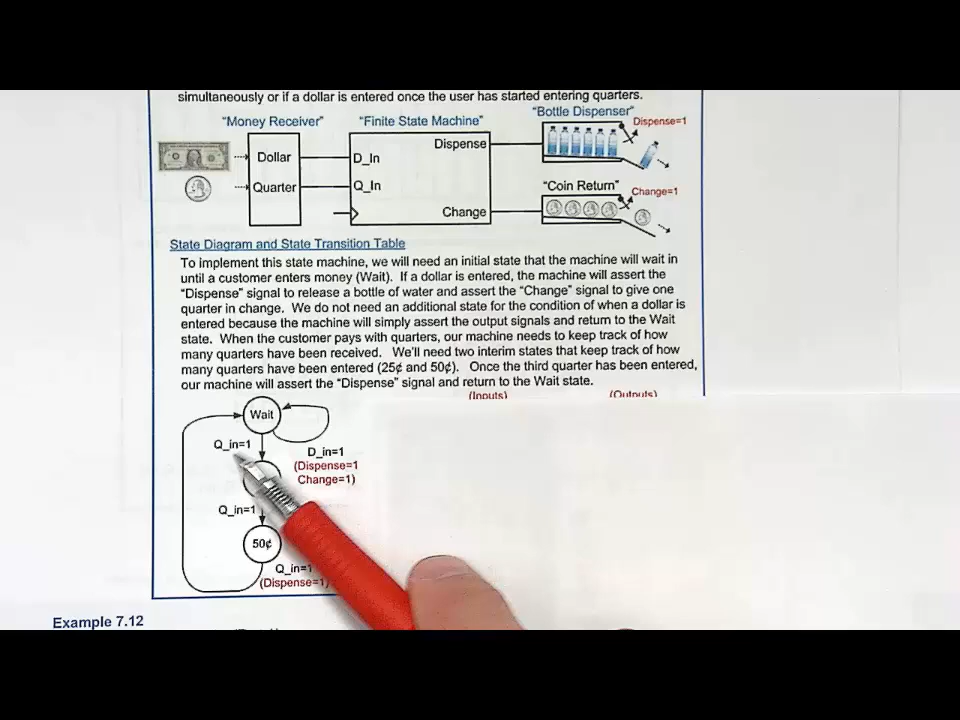 simultaneously or if a dollar is entered once the user has started entering quarters.
"Money Receiver"
"Finite State Machine"
"Bottle Dispenser"
Dispense=1
Dollar
D_In
Dispense
Quarter
Q_In
"Coin Return"
Change=1
Change
State Diagram and State Transition Table
To implement this state machine, we will need an initial state that the machine will wait in
until a customer enters money (Wait). If a dollar is entered, the machine will assert the
"Dispense" signal to release a bottle of water and assert the "Change" signal to give one
quarter in change. We do not need an additional state for the condition of when a dollar is
entered because the machine will simply assert the output signals and return to the Wait
state. When the customer pays with quarters, our machine needs to keep track of how
many quarters have been received. We'll need two interim states that keep track of how
many quarters have been entered (25¢ and 50¢). Once the third quarter has been entered,
our machine will assert the "Dispense" signal and return to the Wait state.
(Inputs)
(Outputs)
Wait
Q_in=1
D_in=1
(Dispense=1
Change=1)
Q_in=1
50¢
Q_in=1
(Dispense=1)
Example 7.12